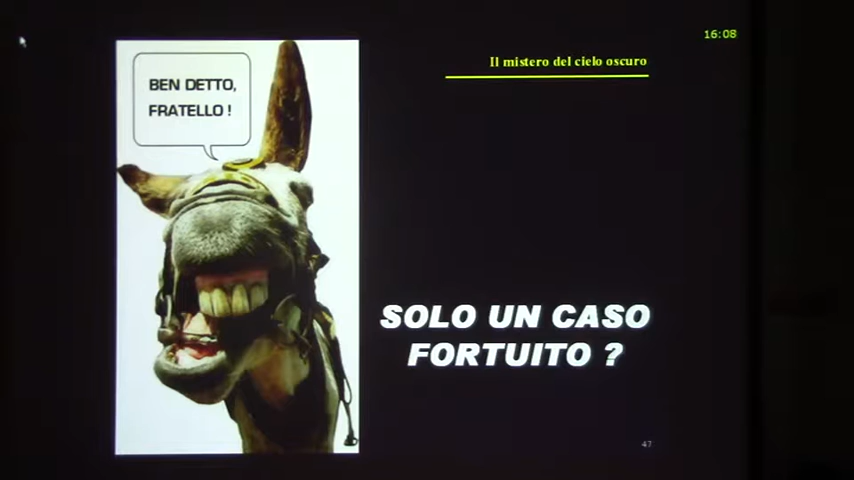 16:08
Il mistero del cielo oscuro
BEN DETTO,
FRATELLO !
SOLO UN CASO
FORTUITO ?
47